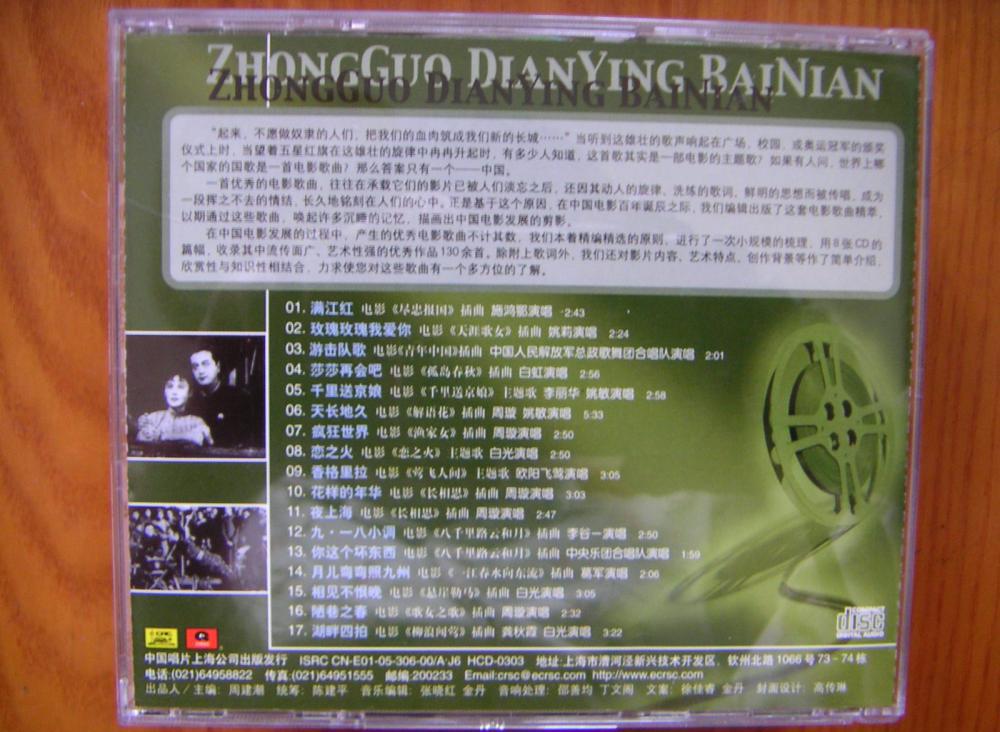 ZHONGGUO DIANYING BAINIAN
ZHONGGUO DIANYING BAINIAN
“起来，不愿做奴隶的人们，把我们的血肉筑成我们新的长城……”当听到这雄壮的歌声响起在广场，校园，或奥运冠军的颁奖
仪式上时，当望着五星红旗在这雄壮的旋律中冉冉升起时，有多少人知道，这首歌其实是一部电影的主题歌？如果有人问，世界上哪
个国家的国歌是一首电影歌曲？那么答案只有一个——中国。
一首优秀的电影歌曲，往往在承载它们的影片已被人们淡忘之后，还因其动人的旋律、洗练的歌词，鲜明的思想而被传唱，成为
一段挥之不去的情结，长久地铭刻在人们的心中。正是基于这个原因，在中国电影百年诞辰之际，我们编辑出版了这套电影歌曲精萃，
以期通过这些歌曲，唤起许多沉睡的记忆，描画出中国电影发展的剪影。
在中国电影发展的过程中，产生的优秀电影歌曲不计其数，我们本着精编精选的原则，进行了一次小规模的梳理，用8张CD的
篇幅，收录其中流传面广、艺术性强的优秀作品130余首。除附上歌词外，我们还对影片内容、艺术特点，创作背景等作了简单介绍，
欣赏性与知识性相结合，力求使您对这些歌曲有一个多方位的了解。
01. 满江红 电影《尽忠报国》插曲 施鸿鄂演唱 2:43
02. 玫瑰玫瑰我爱你 电影《天涯歌女》插曲 姚莉演唱 2:24
03. 游击队歌 电影《青年中国》插曲 中国人民解放军总政歌舞团合唱队演唱 2:01
04. 莎莎再会吧 电影《孤岛春秋》插曲 白虹演唱 2:56
05. 千里送京娘 电影《千里送京娘》主题歌 李丽华 姚敏演唱 2:58
06. 天长地久 电影《解语花》插曲 周璇 姚敏演唱 5:33
07. 疯狂世界 电影《渔家女》插曲 周璇演唱 2:50
08. 恋之火 电影《恋之火》主题歌 白光演唱 2:50
09. 香格里拉 电影《莺飞人间》主题歌 欧阳飞莺演唱 3:05
10. 花样的年华 电影《长相思》插曲 周璇演唱 3:03
11. 夜上海 电影《长相思》插曲 周璇演唱 2:47
12. 九·一八小调 电影《八千里路云和月》插曲 李谷一演唱 2:50
13. 你这个坏东西 电影《八千里路云和月》插曲 中央乐团合唱队演唱 1:59
14. 月儿弯弯照九州 电影《一江春水向东流》插曲 葛军演唱 2:06
15. 相见不恨晚 电影《悬崖勒马》插曲 白光演唱 3:05
16. 陋巷之春 电影《歌女之歌》插曲 周璇演唱 2:32
17. 湖畔四拍 电影《柳浪闻莺》插曲 龚秋霞 白光演唱 3:22
COMPACT
disc
DIGITAL AUDIO
中国唱片上海公司出版发行 ISRC CN-E01-05-306-00/A·J6 HCD-0303 地址:上海市漕河泾新兴技术开发区，钦州北路1066号73-74栋
电话:(021)64958822 传真:(021)64951555 邮编:200233 Email:crsc@ecrsc.com http://www.ecrsc.com
出品人/主编：周建潮 统筹：陈建平 音乐编辑：张晓红 金丹 音响处理：邵善均 丁文阁 文案：徐佳睿 金丹 封面设计：高传琳